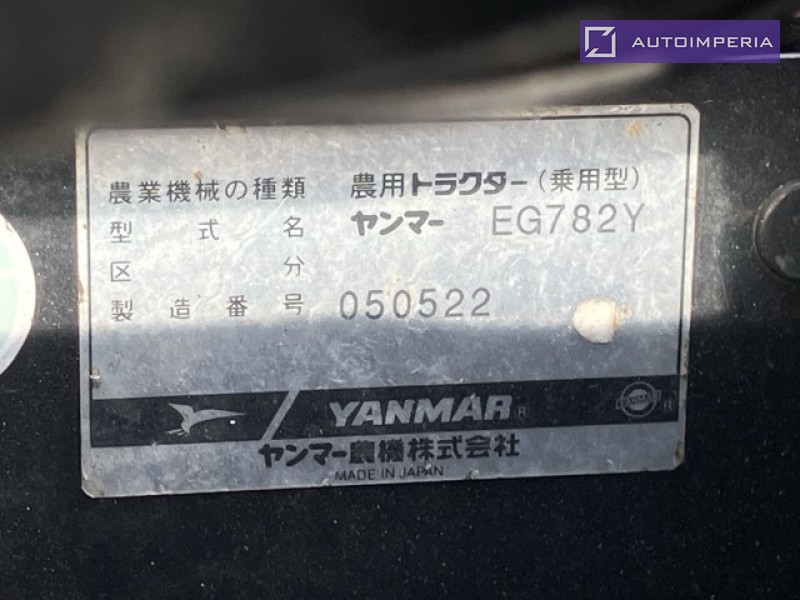 AUTOIMPERIA
農業機械の種類 農用トラクター(乗用型)
型式名 ヤンマー EG782Y
区分
製造番号 050522
YANMAR ® YANMAR ®
ヤンマー農機株式会社
MADE IN JAPAN